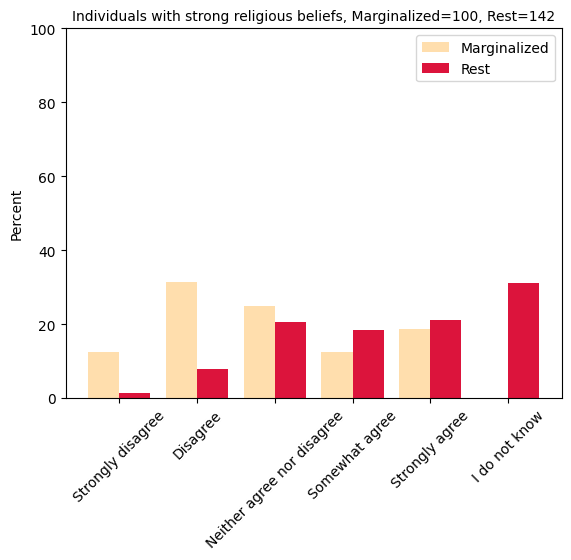 Individuals with strong religious beliefs, Marginalized=100, Rest=142
Marginalized
Rest
Percent
100
80
60
40
20
0
Strongly disagree
Disagree
Neither agree nor disagree
Somewhat agree
Strongly agree
I do not know